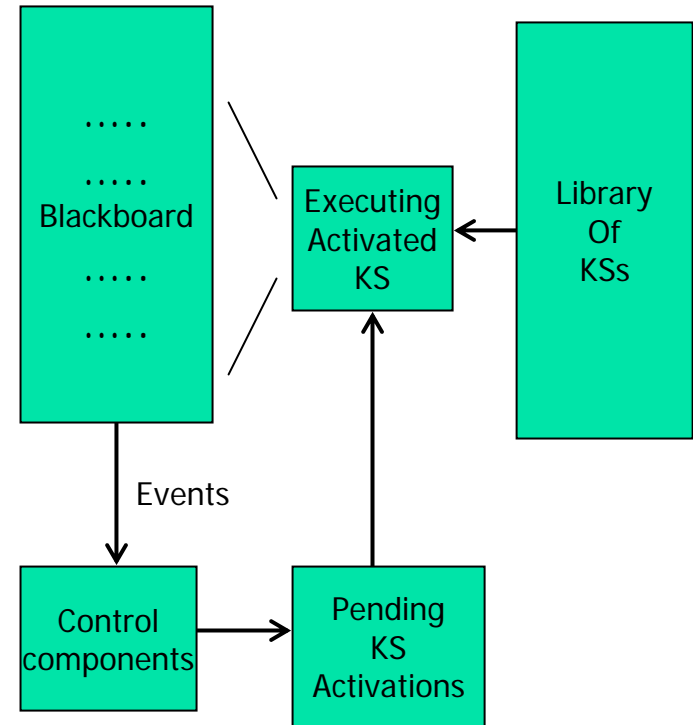 .....
.....
Blackboard
.....
.....
Executing
Activated
KS
Library
Of
KSs
Events
Control
components
Pending
KS
Activations